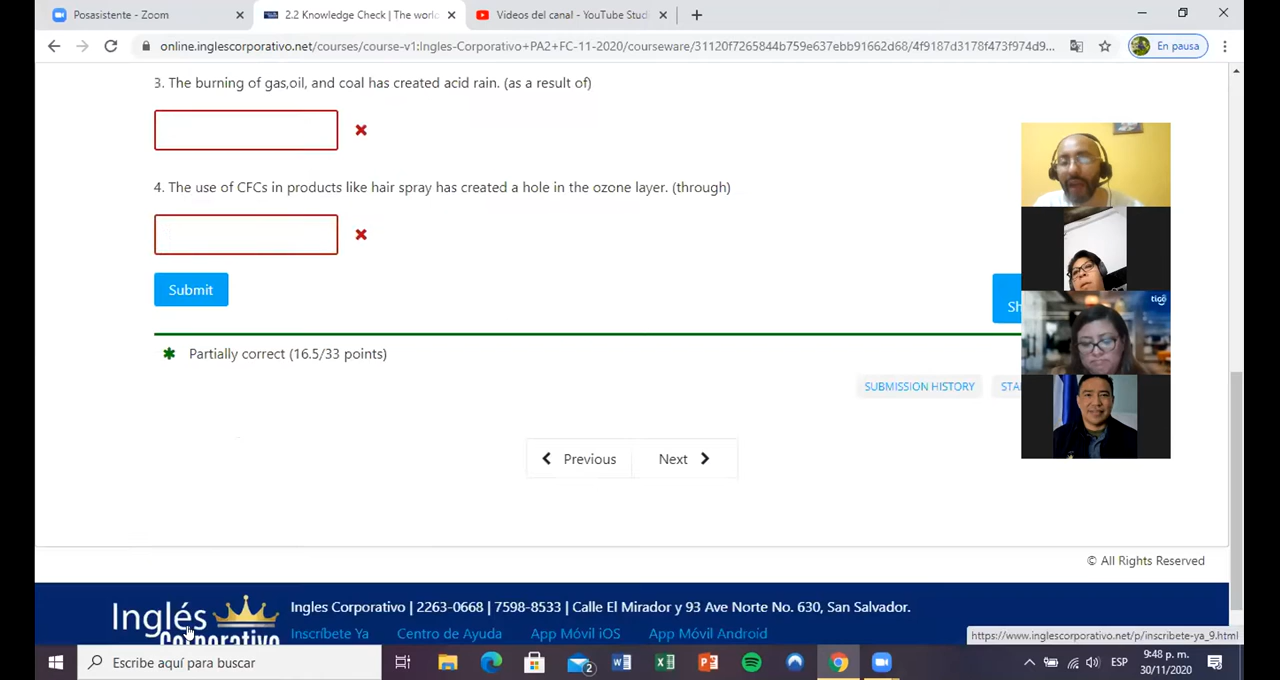 Posasistente - Zoom
2.2 Knowledge Check | The world
Videos del canal - YouTube Stud
online.inglescorporativo.net/courses/course-v1:Ingles-Corporativo+PA2+FC-11-2020/courseware/31120f7265844b759e637ebb91662d68/4f9187d3178f473f974d9...
En pausa
3. The burning of gas,oil, and coal has created acid rain. (as a result of)
4. The use of CFCs in products like hair spray has created a hole in the ozone layer. (through)
Submit
Sh
tigo
Partially correct (16.5/33 points)
SUBMISSION HISTORY
STA
Previous
Next
© All Rights Reserved
Inglés
Corporativo
Ingles Corporativo | 2263-0668 | 7598-8533 | Calle El Mirador y 93 Ave Norte No. 630, San Salvador.
Inscríbete Ya
Centro de Ayuda
App Móvil iOS
App Móvil Android
https://www.inglescorporativo.net/p/inscribete-ya_9.html
Escribe aquí para buscar
2
ESP
9:48 p. m.
30/11/2020